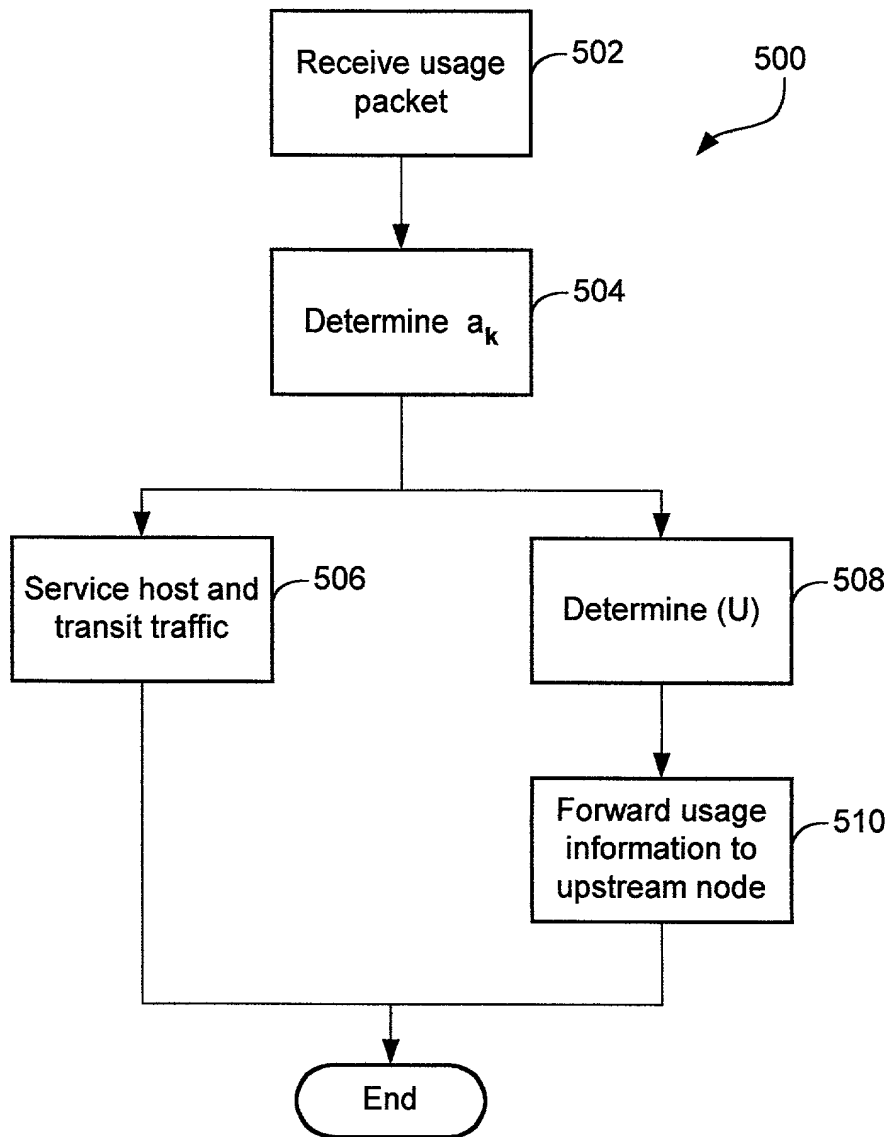 Receive usage
packet
502
500
Determine a_k
504
Service host and
transit traffic
506
Determine (U)
508
Forward usage
information to
upstream node
510
End